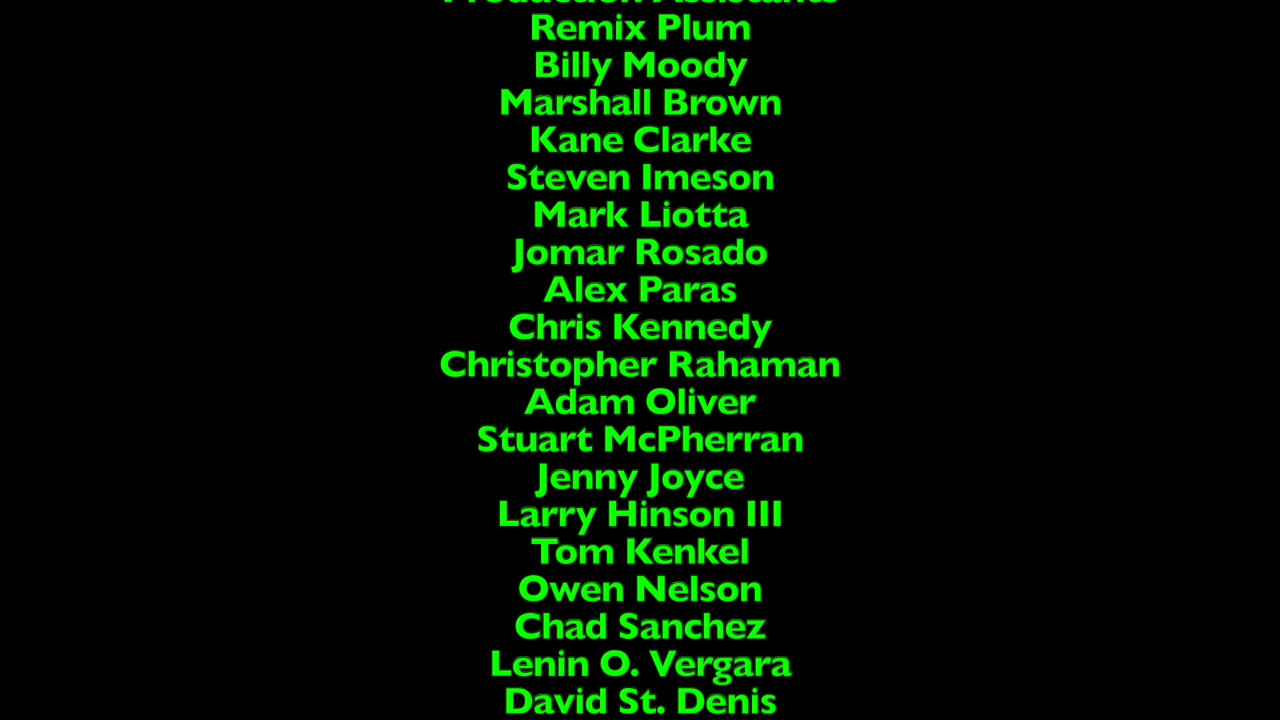 Production Assistants
Remix Plum
Billy Moody
Marshall Brown
Kane Clarke
Steven Imeson
Mark Liotta
Jomar Rosado
Alex Paras
Chris Kennedy
Christopher Rahaman
Adam Oliver
Stuart McPherran
Jenny Joyce
Larry Hinson III
Tom Kenkel
Owen Nelson
Chad Sanchez
Lenin O. Vergara
David St. Denis